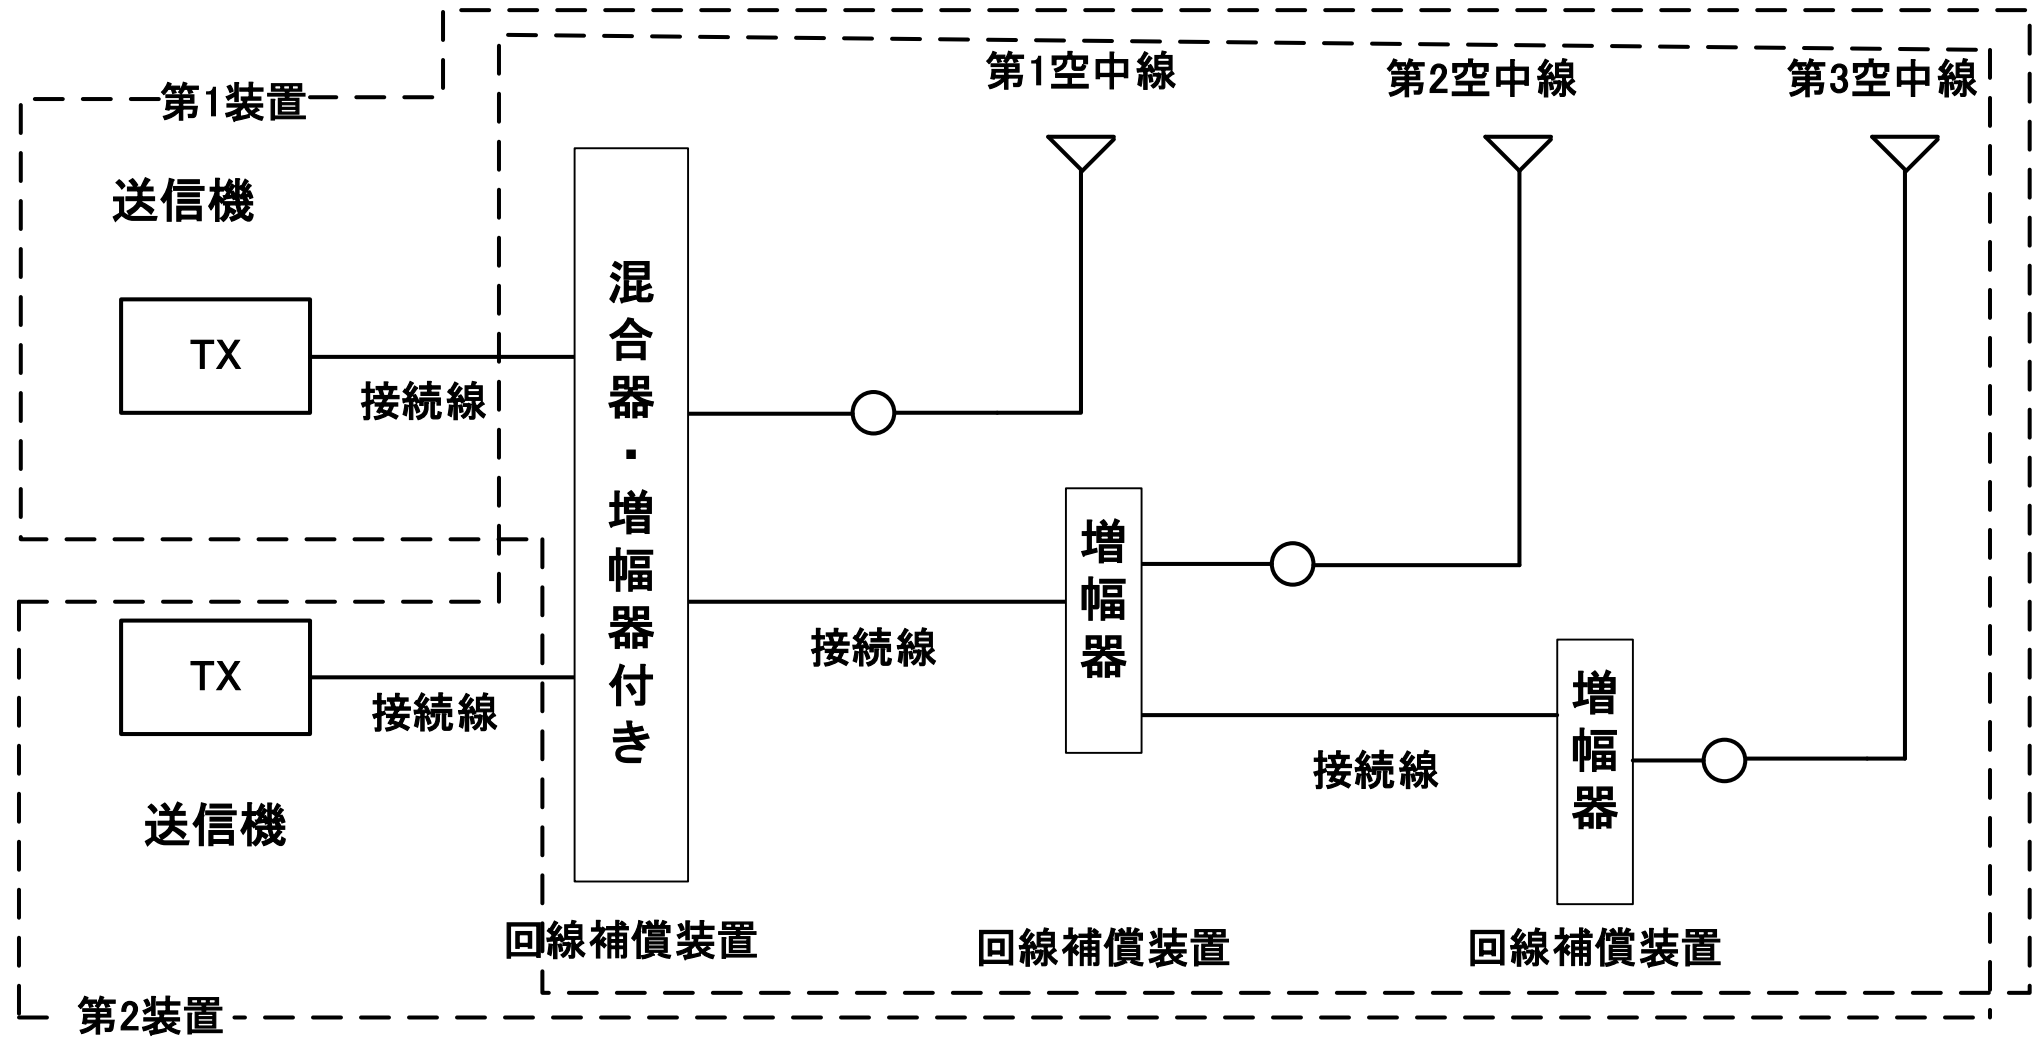 第1空中線
第2空中線
第3空中線
第1装置
送信機
TX
接続線
混合器・増幅器付き
増幅器
接続線
TX
接続線
増幅器
接続線
送信機
回線補償装置
回線補償装置
回線補償装置
第2装置